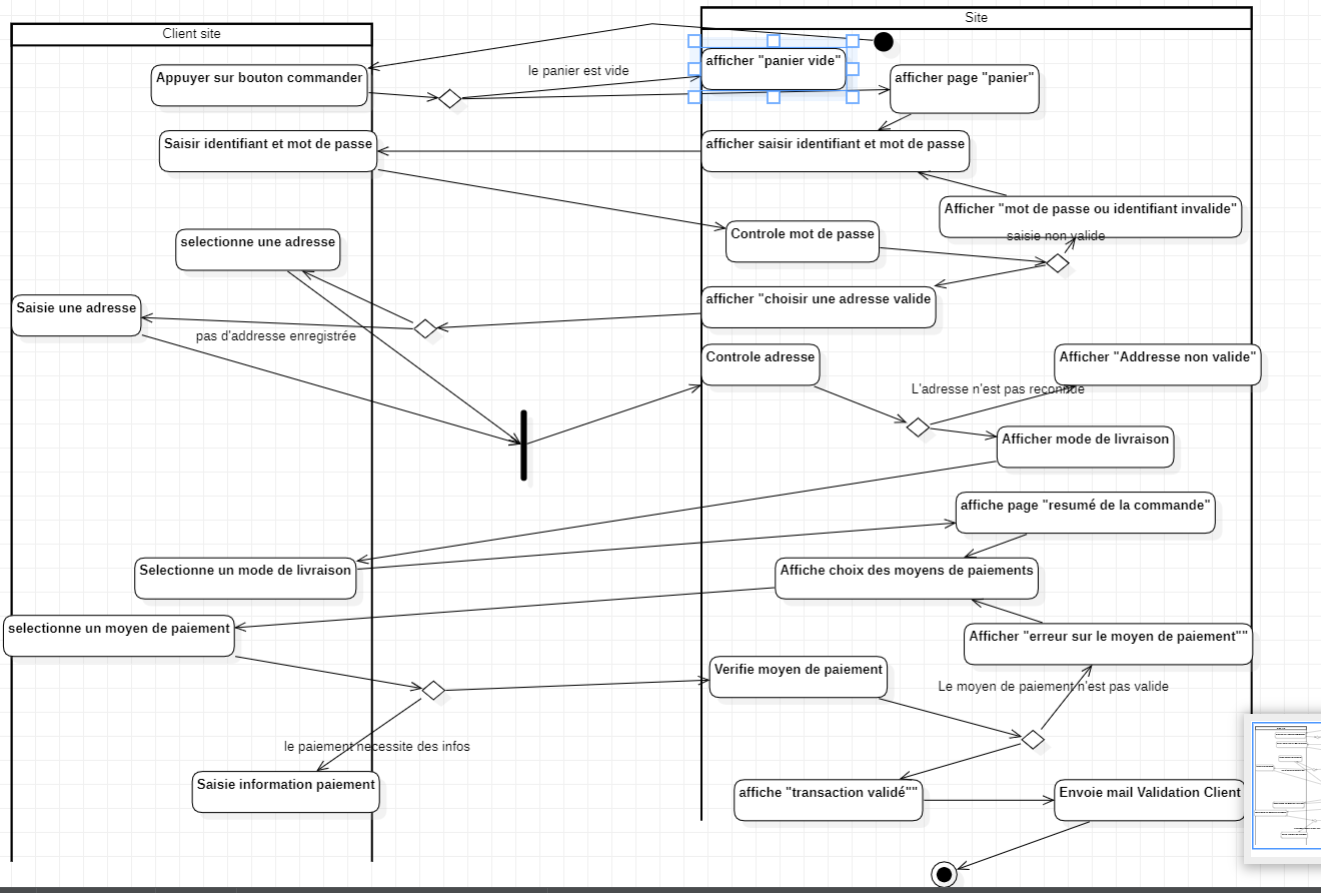 Client site
Site
Appuyer sur bouton commander
le panier est vide
afficher "panier vide"
afficher page "panier"
Saisir identifiant et mot de passe
afficher saisir identifiant et mot de passe
Afficher "mot de passe ou identifiant invalide"
saisie non valide
selectionne une adresse
Controle mot de passe
Saisie une adresse
afficher "choisir une adresse valide
pas d'addresse enregistrée
Controle adresse
Afficher "Addresse non valide"
L'adresse n'est pas reconnue
Afficher mode de livraison
affiche page "resumé de la commande"
Selectionne un mode de livraison
Affiche choix des moyens de paiements
selectionne un moyen de paiement
Afficher "erreur sur le moyen de paiement""
Verifie moyen de paiement
Le moyen de paiement n'est pas valide
le paiement necessite des infos
Saisie information paiement
affiche "transaction validé""
Envoie mail Validation Client